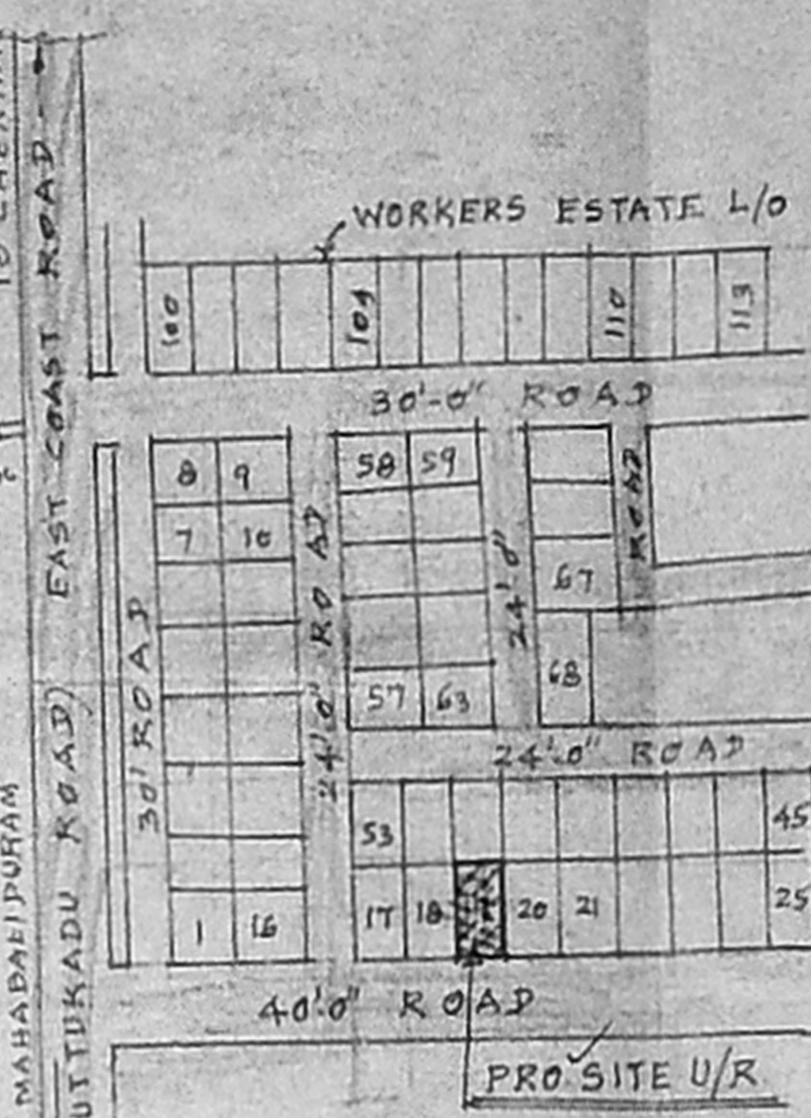 WORKERS ESTATE L/O
100
104
110
113
30'-0" ROAD
EAST COAST ROAD
8 9
7 10
58 59
57 63
67
68
ROAD
24'-0"
24'-0" ROAD
30' ROAD
24'-0" ROAD
53
45
17 18 20 21 25
1 16
40'-0" ROAD
PRO. SITE U/R
MAHABALIPURAM
UTTUKADU ROAD)